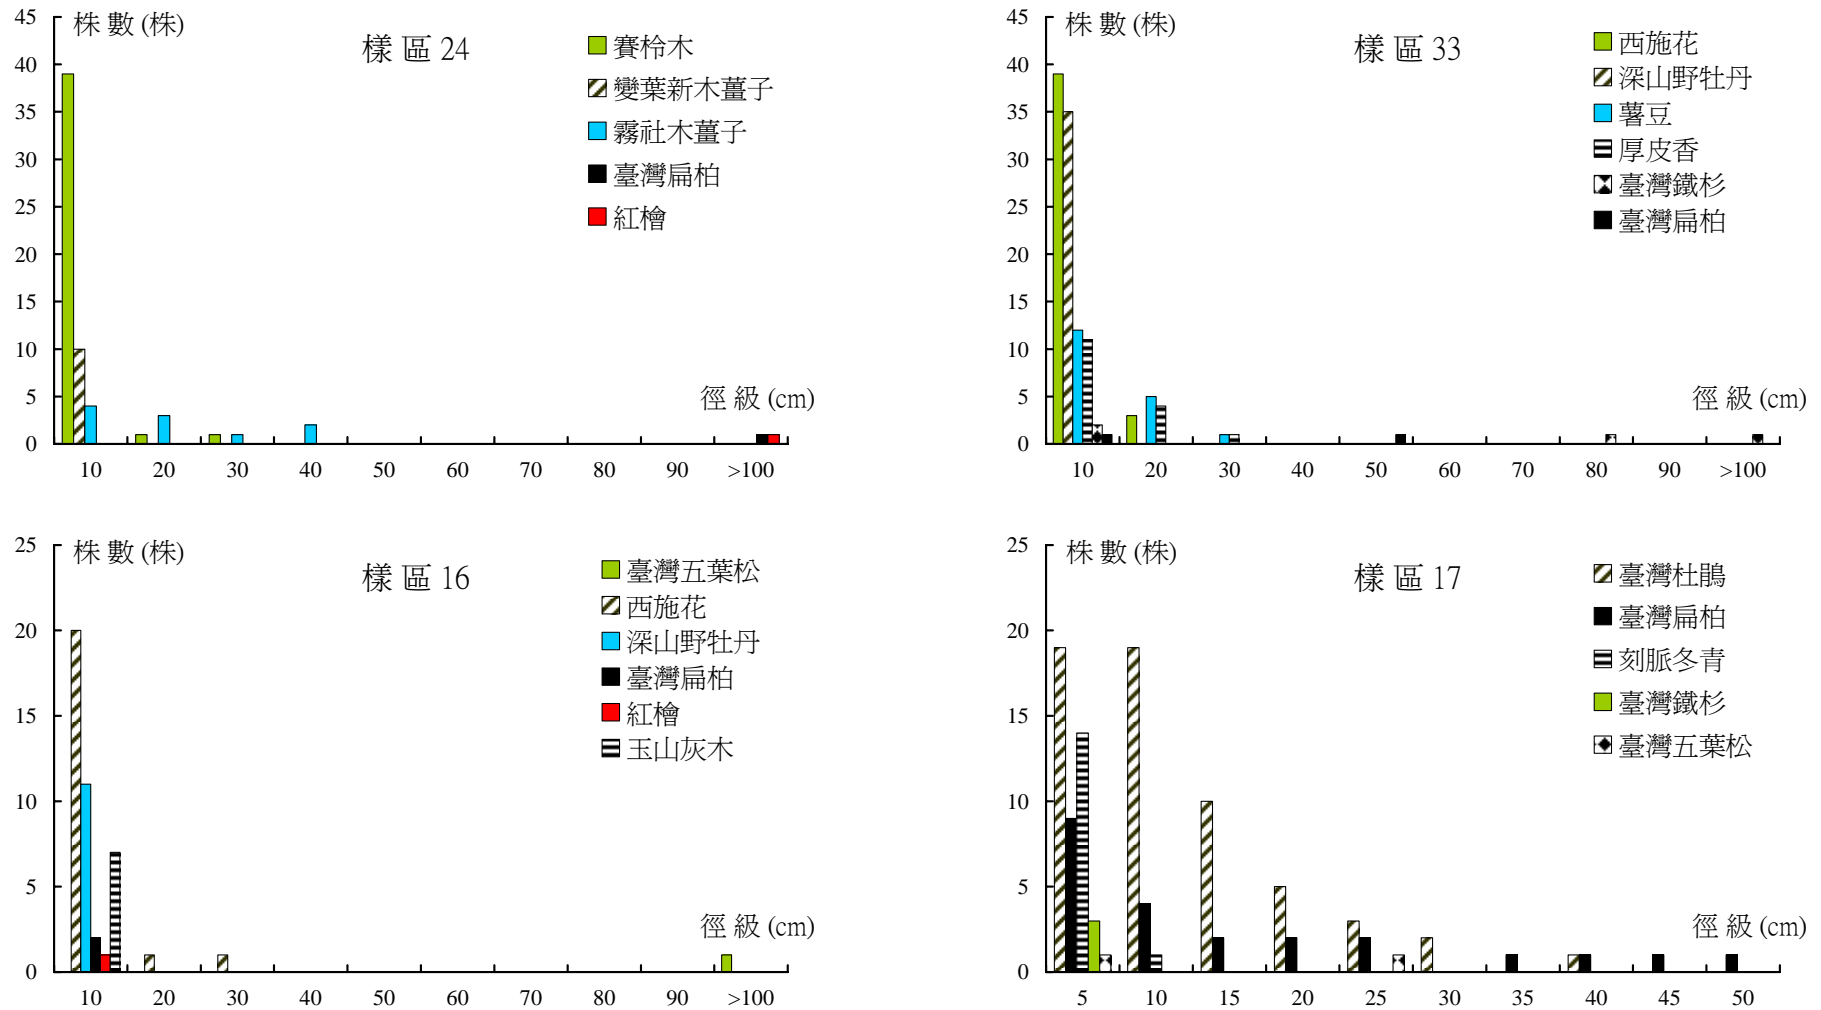 株 數 (株)
樣 區 24
賽柃木
變葉新木薑子
霧社木薑子
臺灣扁柏
紅檜
45
40
35
30
25
20
15
10
5
0
徑 級 (cm)
10 20 30 40 50 60 70 80 90 >100
株 數 (株)
樣 區 33
西施花
深山野牡丹
薯豆
厚皮香
臺灣鐵杉
臺灣扁柏
45
40
35
30
25
20
15
10
5
0
徑 級 (cm)
10 20 30 40 50 60 70 80 90 >100
株 數 (株)
樣 區 16
臺灣五葉松
西施花
深山野牡丹
臺灣扁柏
紅檜
玉山灰木
25
20
15
10
5
0
徑 級 (cm)
10 20 30 40 50 60 70 80 90 >100
株 數 (株)
樣 區 17
臺灣杜鵑
臺灣扁柏
刻脈冬青
臺灣鐵杉
臺灣五葉松
25
20
15
10
5
0
徑 級 (cm)
5 10 15 20 25 30 35 40 45 50